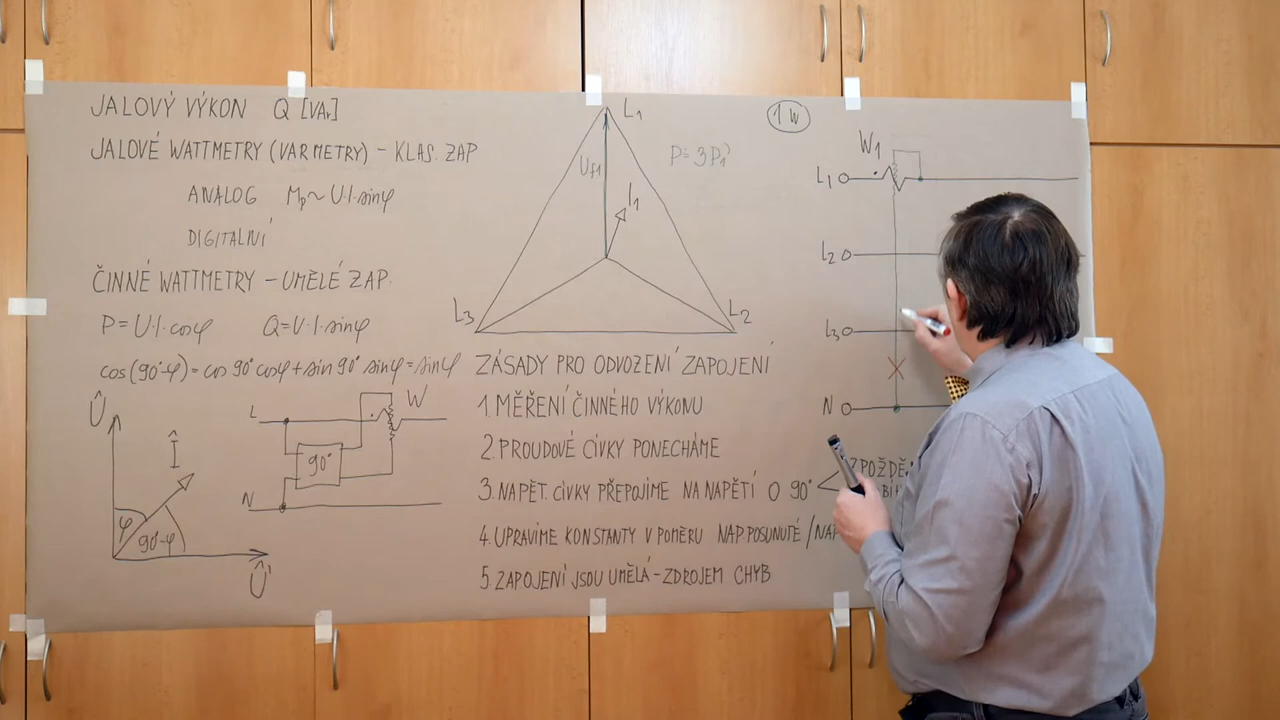 JALOVÝ VÝKON Q [VAr]
JALOVÉ WATTMETRY (VARMETRY) – KLAS. ZAP
ANALOG Mp~U·I·sinφ
DIGITALNÍ
ČINNÉ WATTMETRY – UMĚLÉ ZAP.
P=U·I·cosφ Q=U·I·sinφ
cos(90°-φ)=cos 90° cosφ+sin 90° sinφ=sinφ
Û
Î
φ
90-φ
Û'
L
W
90°
N
L1
Uf1
I1
L3
L2
P=3P1
ZÁSADY PRO ODVOZENÍ ZAPOJENÍ
1. MĚŘENÍ ČINNÉHO VÝKONU
2. PROUDOVÉ CÍVKY PONECHÁME
3. NAPĚT. CÍVKY PŘEPOJÍME NA NAPĚTÍ O 90° ZPOŽDĚ
4. UPRAVÍME KONSTANTY V POMĚRU NAP. POSUNUTÉ / NAP
5. ZAPOJENÍ JSOU UMĚLÁ – ZDROJEM CHYB
1W
W1
L1
L2
L3
N